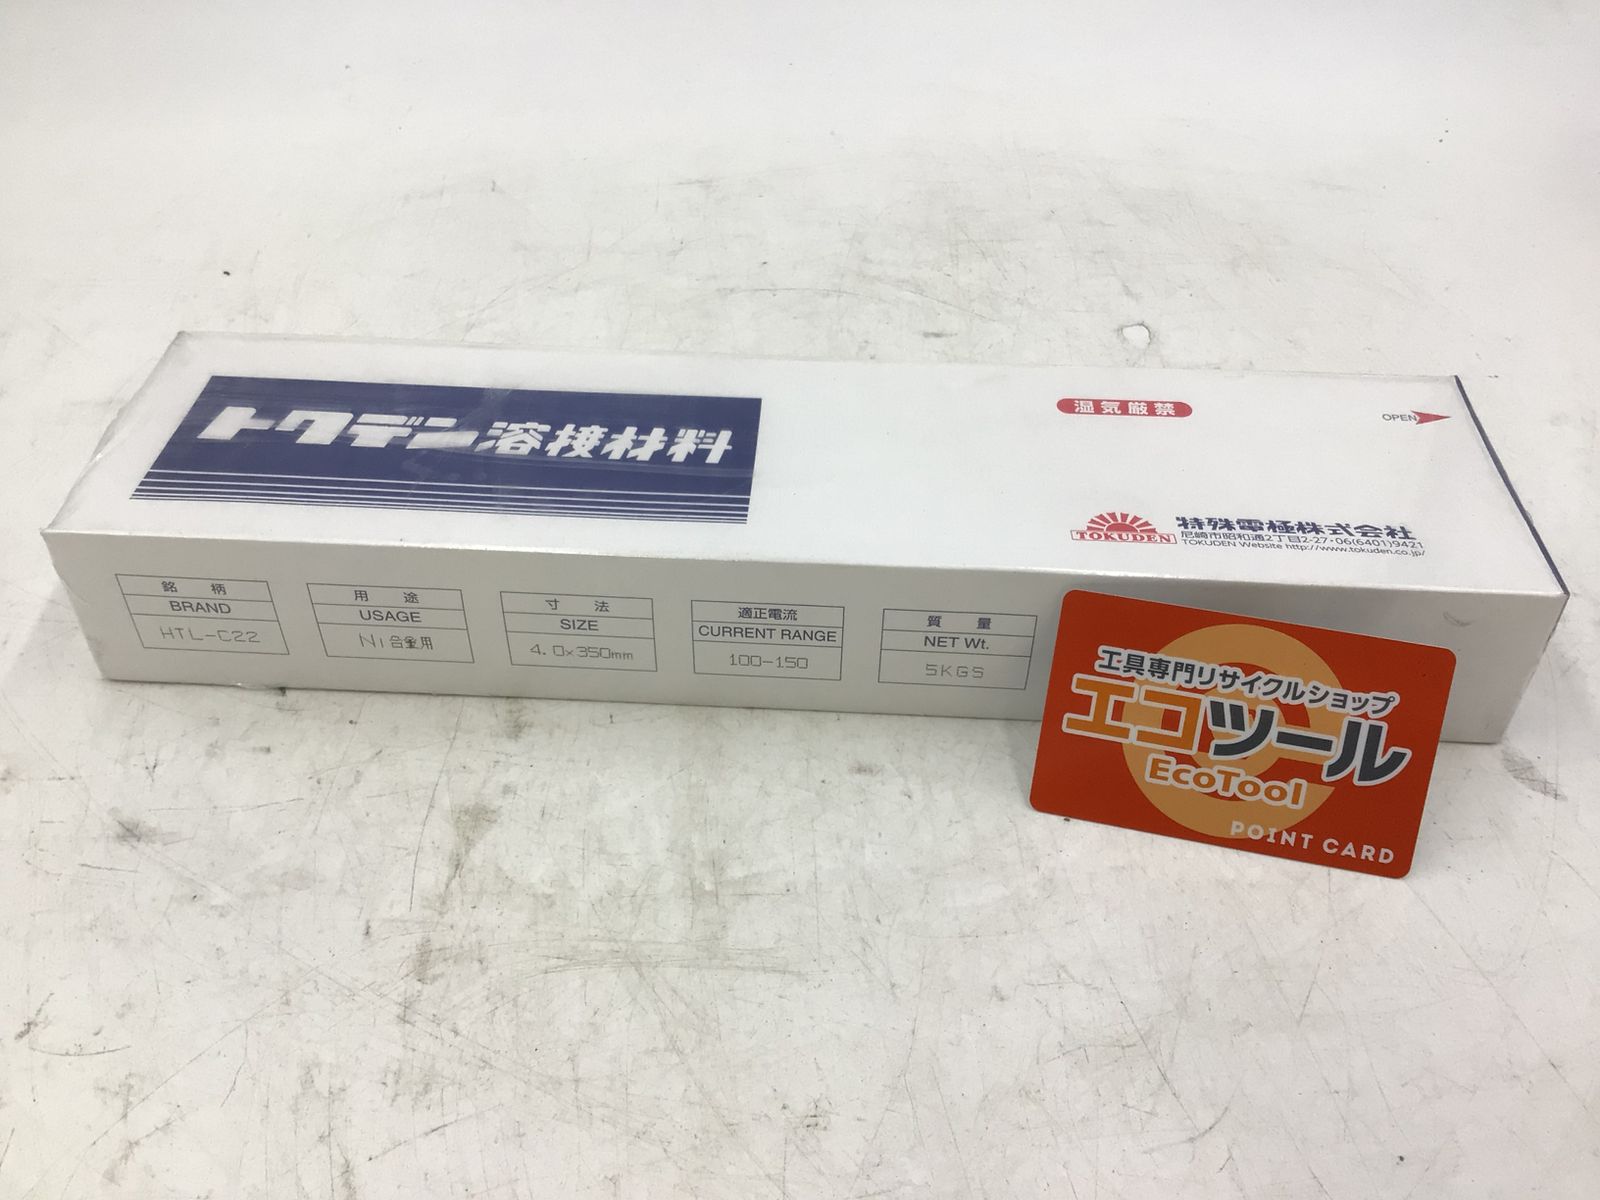 トクデン溶接材料
湿気厳禁
OPEN
TOKUDEN
特殊電極株式会社
尼崎市昭和通2丁目2-27・06(6401)9421
TOKUDEN Website http://www.tokuden.co.jp/
銘柄
BRAND
HTL-C22
用途
USAGE
Ni合金用
寸法
SIZE
4.0×350mm
適正電流
CURRENT RANGE
100-150
質量
NET Wt.
5KGS
工具専門リサイクルショップ
エコツール
EcoTool
POINT CARD